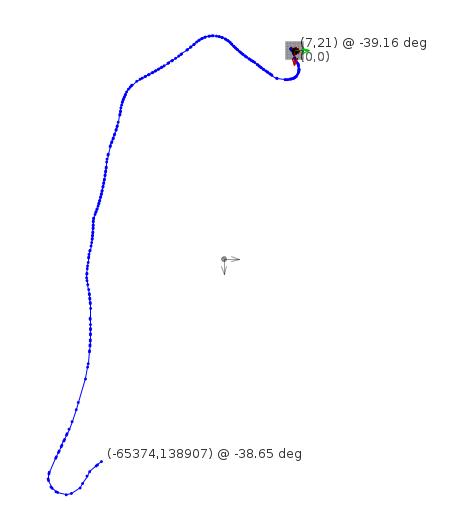 (7,21) @ -39.16 deg
(0,0)
(-65374,138907) @ -38.65 deg